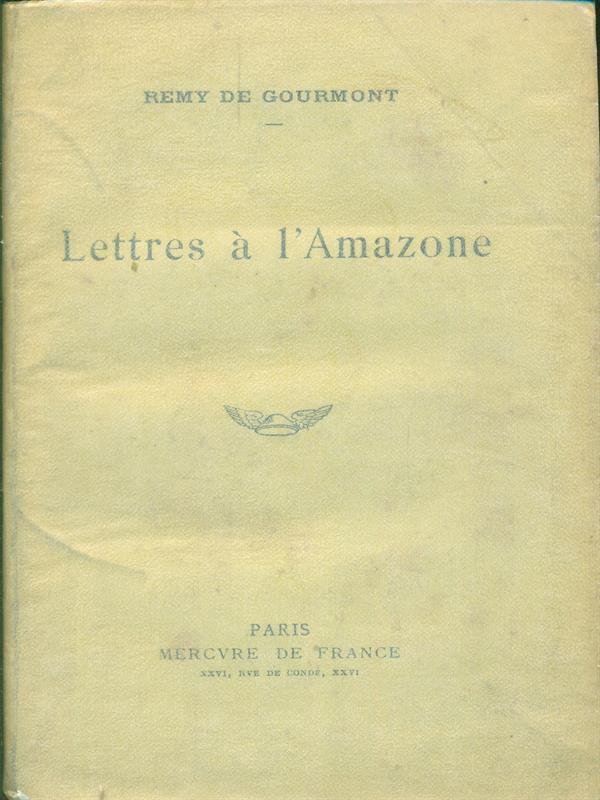 REMY DE GOURMONT
Lettres à l'Amazone
PARIS
MERCVRE DE FRANCE
XXVI, RVE DE CONDÉ, XXVI